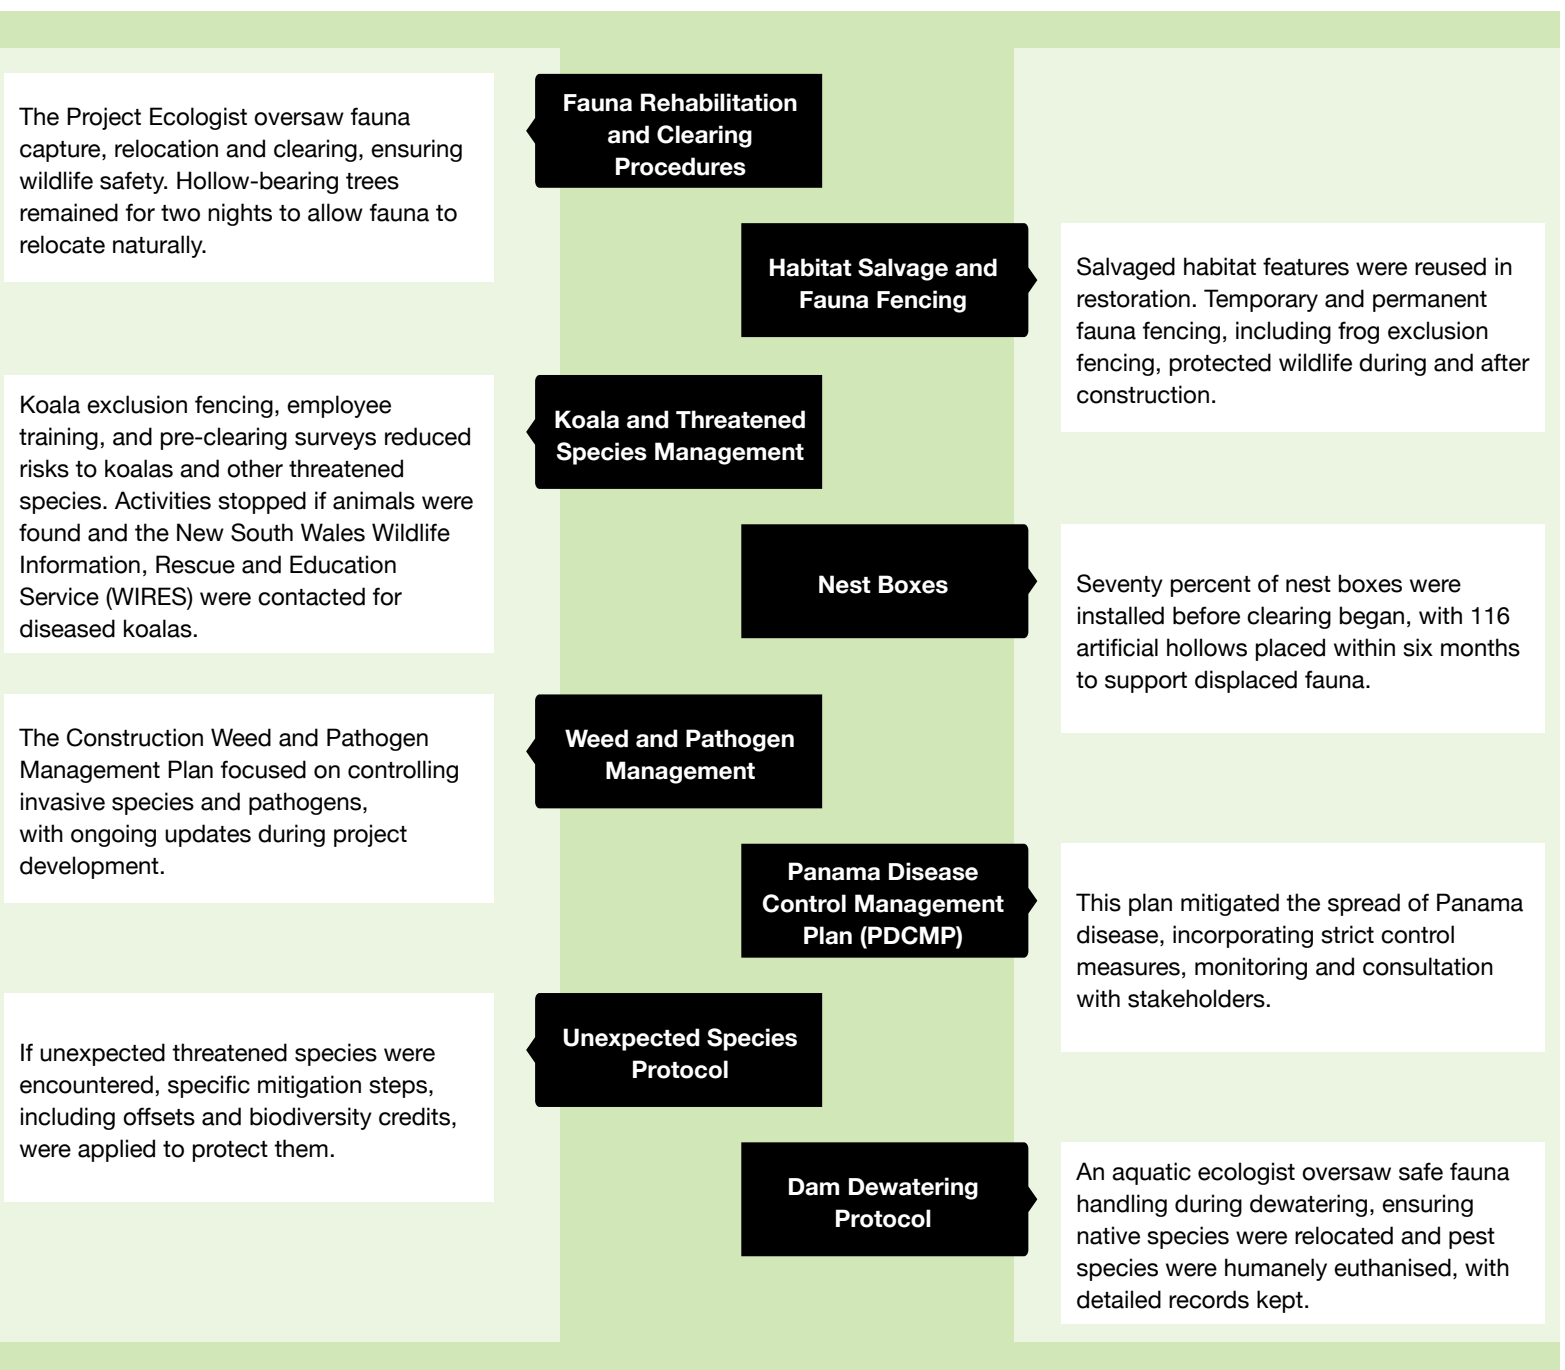 Fauna Rehabilitation
and Clearing
Procedures
The Project Ecologist oversaw fauna
capture, relocation and clearing, ensuring
wildlife safety. Hollow-bearing trees
remained for two nights to allow fauna to
relocate naturally.
Habitat Salvage and
Fauna Fencing
Salvaged habitat features were reused in
restoration. Temporary and permanent
fauna fencing, including frog exclusion
fencing, protected wildlife during and after
construction.
Koala and Threatened
Species Management
Koala exclusion fencing, employee
training, and pre-clearing surveys reduced
risks to koalas and other threatened
species. Activities stopped if animals were
found and the New South Wales Wildlife
Information, Rescue and Education
Service (WIRES) were contacted for
diseased koalas.
Nest Boxes
Seventy percent of nest boxes were
installed before clearing began, with 116
artificial hollows placed within six months
to support displaced fauna.
Weed and Pathogen
Management
The Construction Weed and Pathogen
Management Plan focused on controlling
invasive species and pathogens,
with ongoing updates during project
development.
Panama Disease
Control Management
Plan (PDCMP)
This plan mitigated the spread of Panama
disease, incorporating strict control
measures, monitoring and consultation
with stakeholders.
Unexpected Species
Protocol
If unexpected threatened species were
encountered, specific mitigation steps,
including offsets and biodiversity credits,
were applied to protect them.
Dam Dewatering
Protocol
An aquatic ecologist oversaw safe fauna
handling during dewatering, ensuring
native species were relocated and pest
species were humanely euthanised, with
detailed records kept.